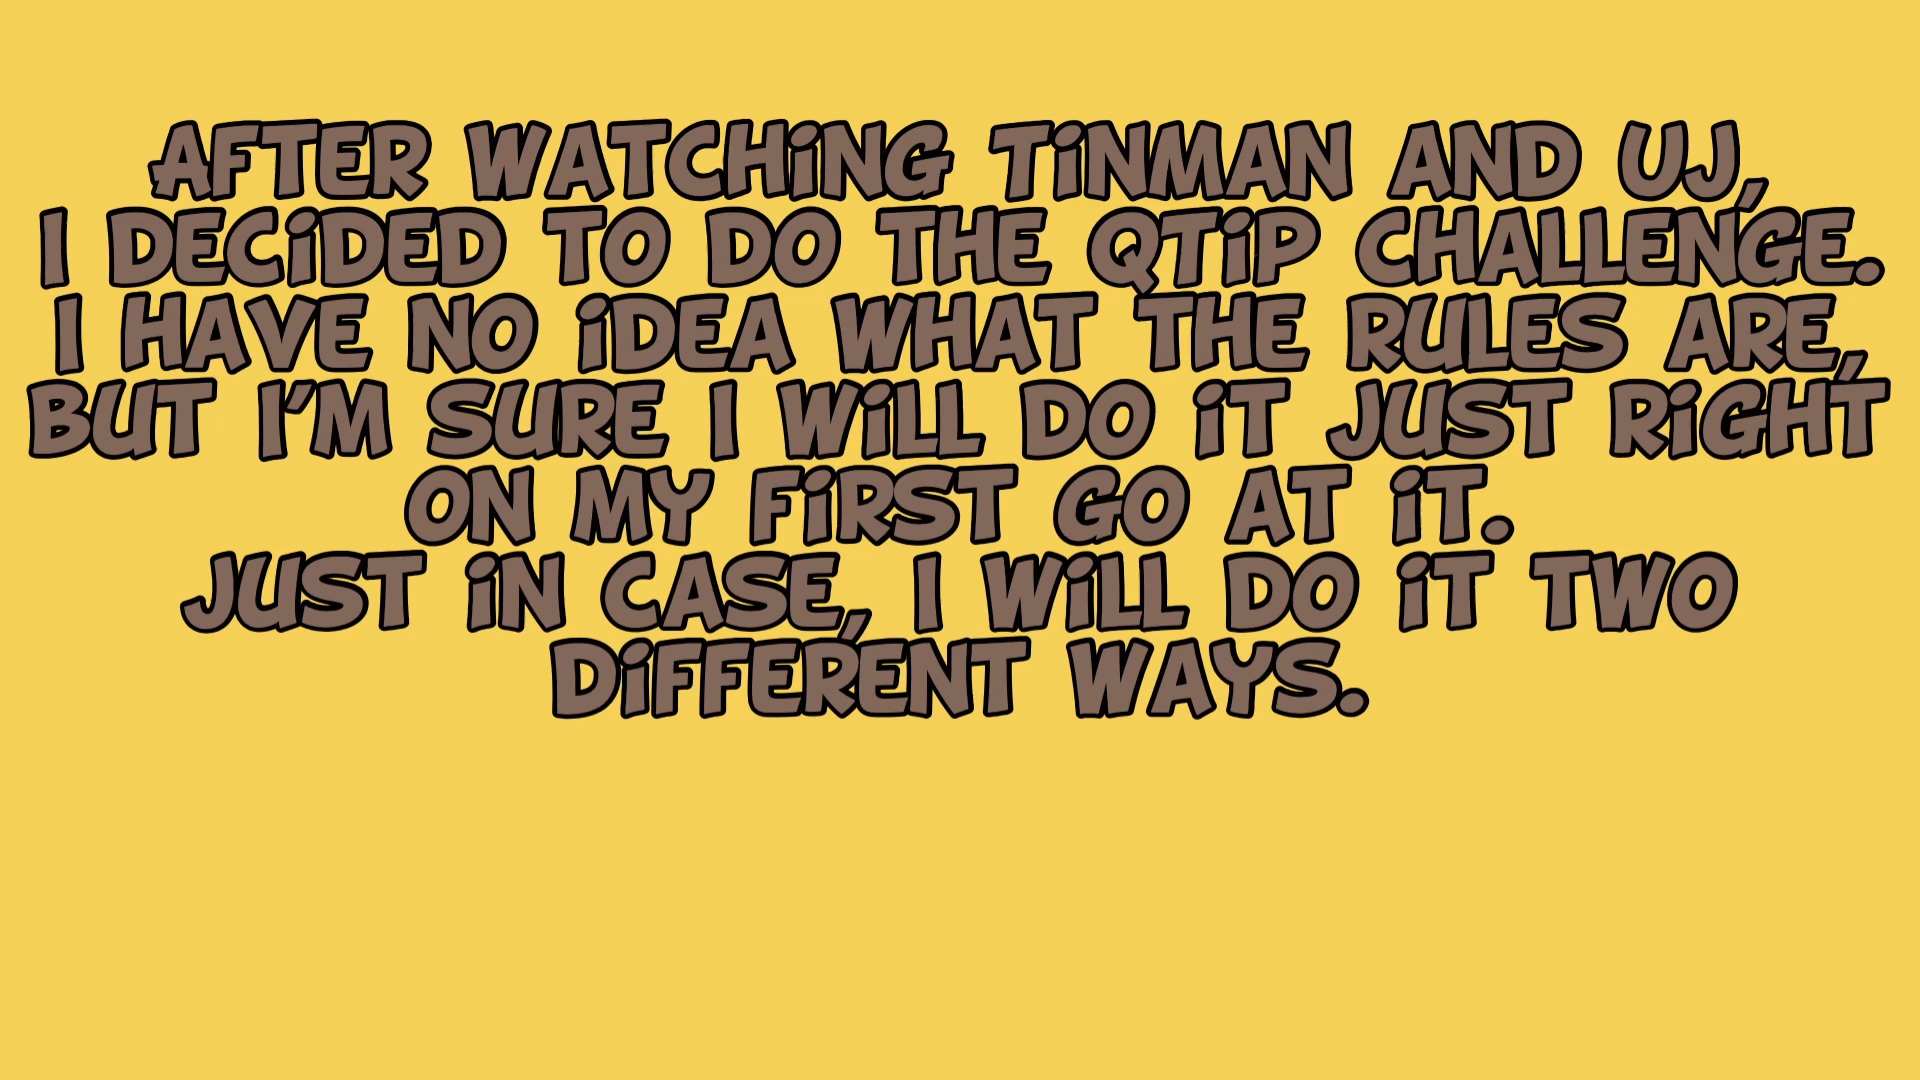 AFTER WATCHING TINMAN AND UJ,
I DECIDED TO DO THE QTIP CHALLENGE.
I HAVE NO IDEA WHAT THE RULES ARE,
BUT I'M SURE I WILL DO IT JUST RIGHT
ON MY FIRST GO AT IT.
JUST IN CASE, I WILL DO IT TWO
DIFFERENT WAYS.